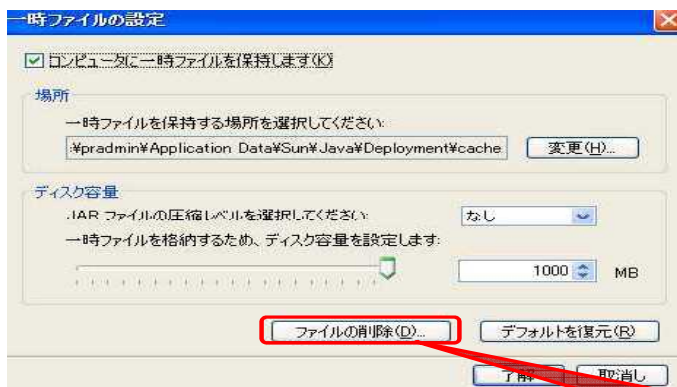 一時ファイルの設定
コンピュータに一時ファイルを保持します(K)
場所
一時ファイルを保持する場所を選択してください:
:¥pradmin¥Application Data¥Sun¥Java¥Deployment¥cache
変更(H)...
ディスク容量
JAR ファイルの圧縮レベルを選択してください:
なし
一時ファイルを格納するため、ディスク容量を設定します:
1000
MB
ファイルの削除(D)...
デフォルトを復元(R)
了解
取消し